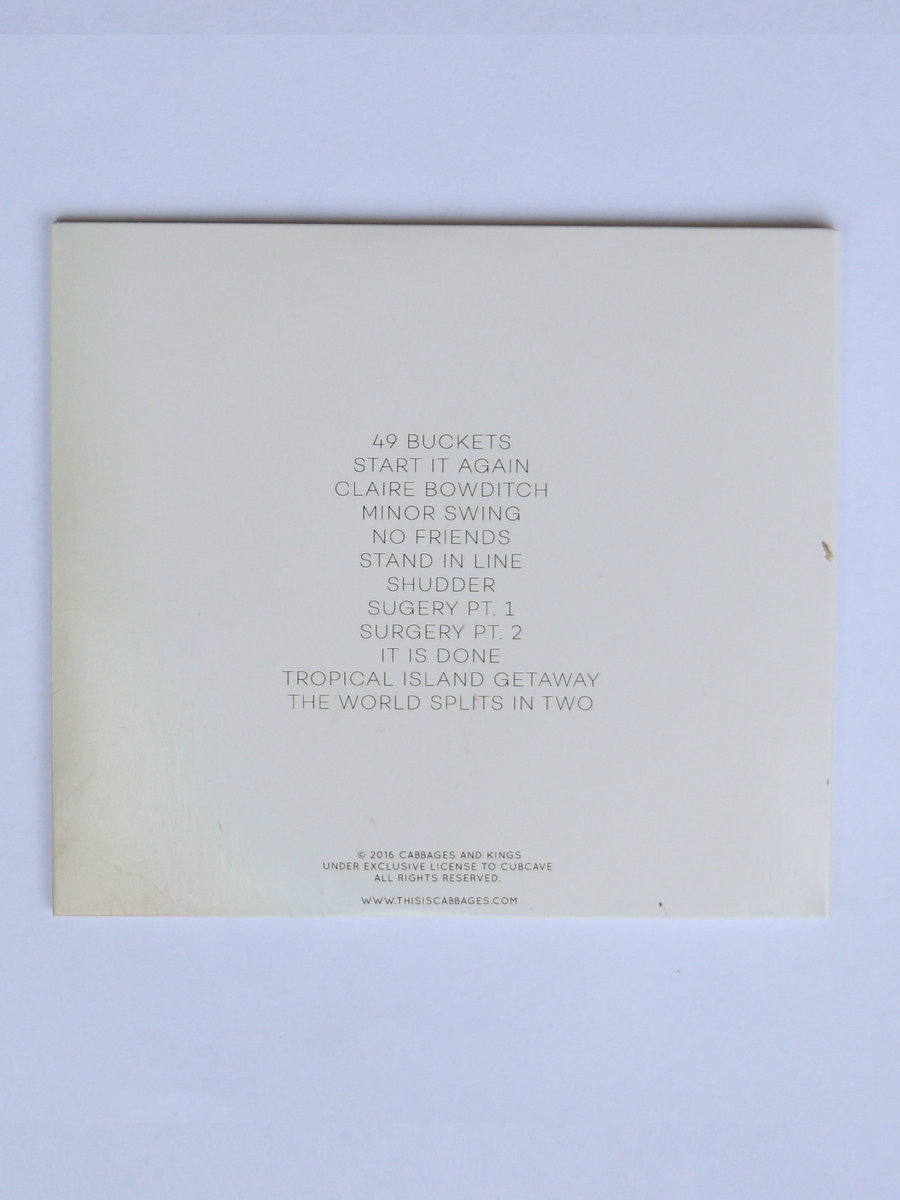 49 BUCKETS
START IT AGAIN
CLAIRE BOWDITCH
MINOR SWING
NO FRIENDS
STAND IN LINE
SHUDDER
SUGERY PT. 1
SURGERY PT. 2
IT IS DONE
TROPICAL ISLAND GETAWAY
THE WORLD SPLITS IN TWO
© 2016 CABBAGES AND KINGS
UNDER EXCLUSIVE LICENSE TO CUBCAVE
ALL RIGHTS RESERVED.
WWW.THISISCABBAGES.COM